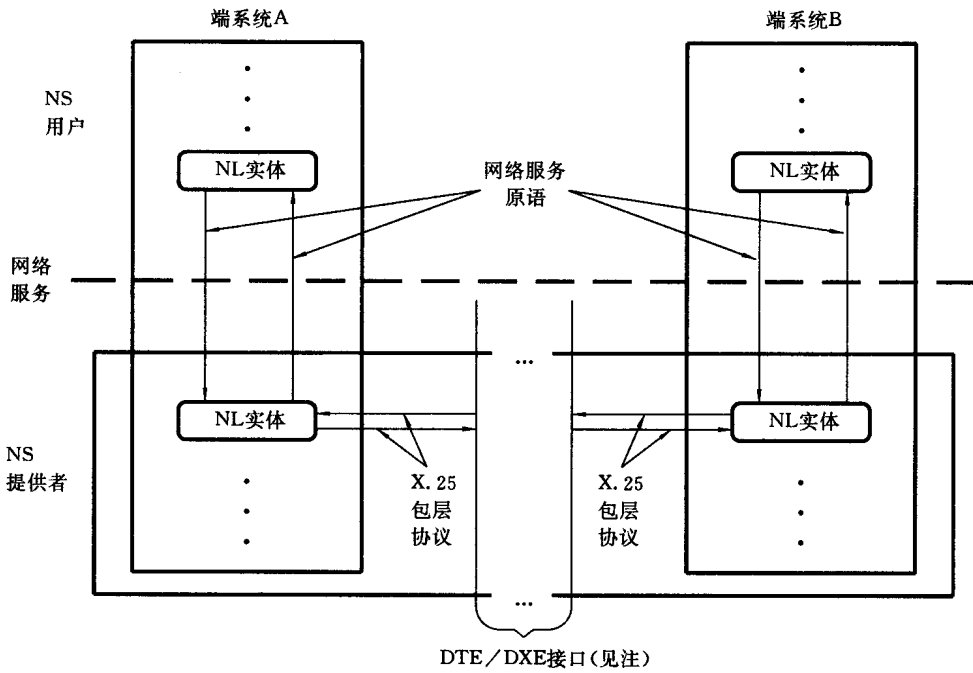 端系统A
端系统B
NS
用户
NL实体
NL实体
网络服务
原语
网络
服务
...
NL实体
NL实体
NS
提供者
X.25
包层
协议
X.25
包层
协议
...
DTE/DXE接口(见注)